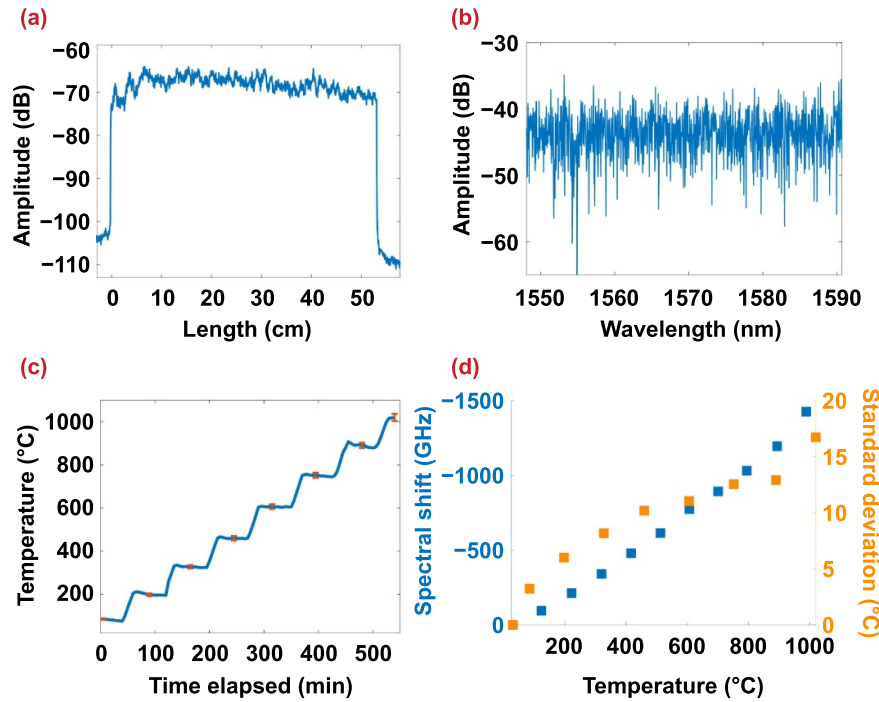 (a)
−60
−70
−80
−90
−100
−110
Amplitude (dB)
0 10 20 30 40 50
Length (cm)
(b)
−30
−40
−50
−60
Amplitude (dB)
1550 1560 1570 1580 1590
Wavelength (nm)
(c)
1000
800
600
400
200
Temperature (°C)
0 100 200 300 400 500
Time elapsed (min)
(d)
−1500
−1000
−500
0
Spectral shift (GHz)
20
15
10
5
0
Standard deviation (°C)
200 400 600 800 1000
Temperature (°C)